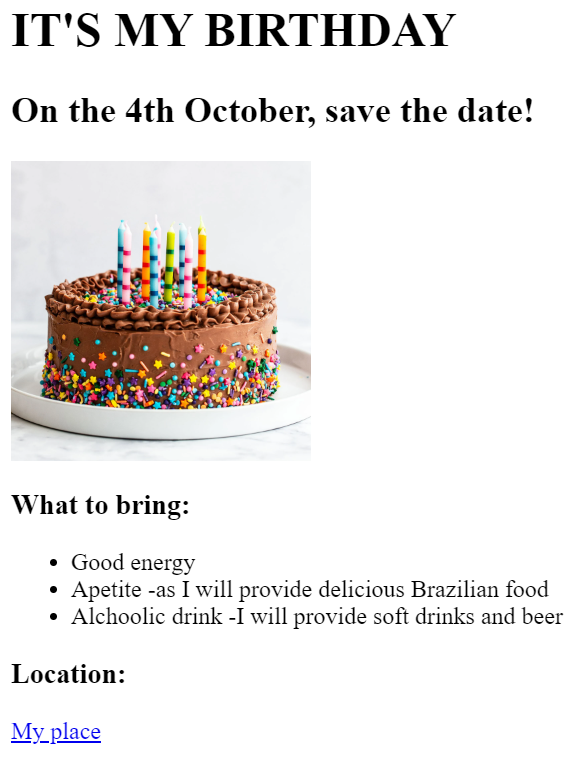 IT'S MY BIRTHDAY
On the 4th October, save the date!
What to bring:
Good energy
Apetite -as I will provide delicious Brazilian food
Alchoolic drink -I will provide soft drinks and beer
Location:
My place